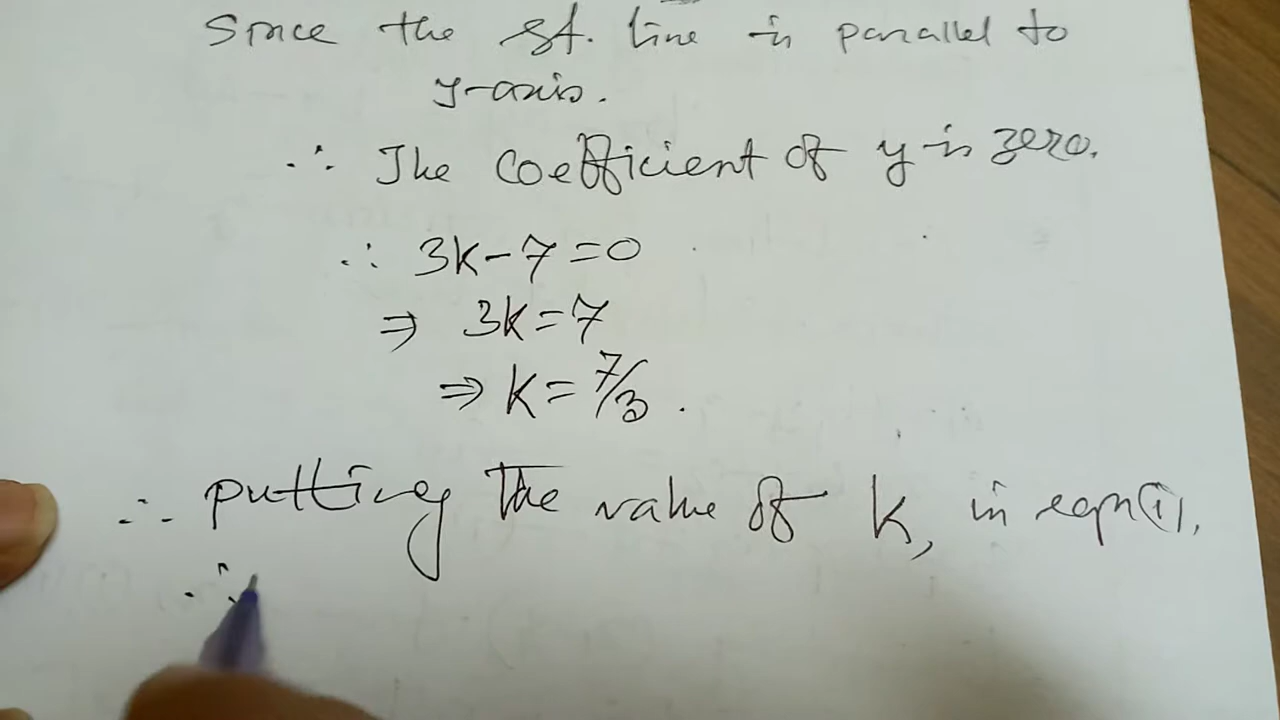 Since the st. line is parallel to
y-axis.
∴ The coefficient of y is zero.
∴ 3k-7=0
⇒ 3k=7
⇒ k=7/3.
∴ putting the value of k, in eqn(i),
∴